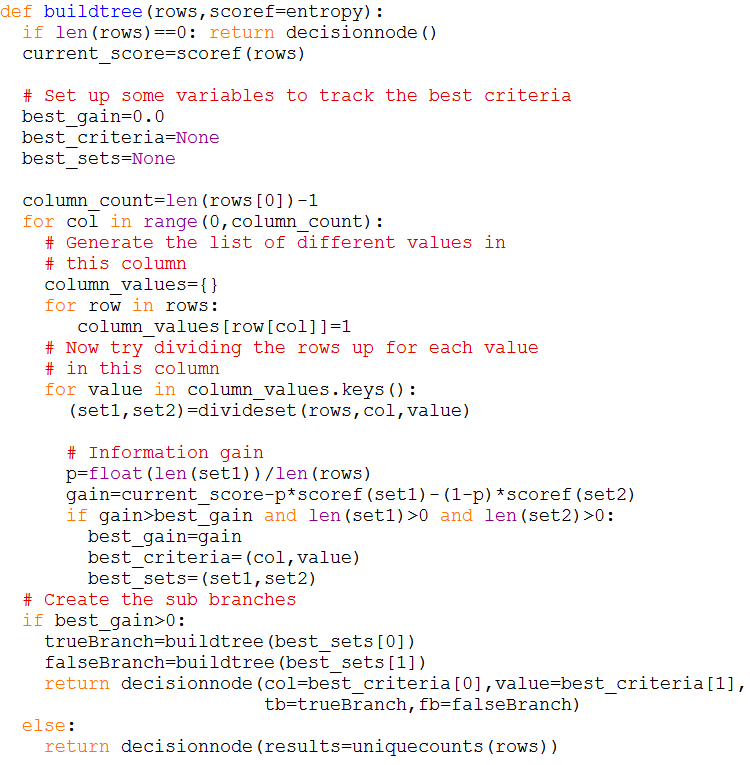 def buildtree(rows,scoref=entropy):
  if len(rows)==0: return decisionnode()
  current_score=scoref(rows)

  # Set up some variables to track the best criteria
  best_gain=0.0
  best_criteria=None
  best_sets=None

  column_count=len(rows[0])-1
  for col in range(0,column_count):
    # Generate the list of different values in
    # this column
    column_values={}
    for row in rows:
       column_values[row[col]]=1
    # Now try dividing the rows up for each value
    # in this column
    for value in column_values.keys():
      (set1,set2)=divideset(rows,col,value)

      # Information gain
      p=float(len(set1))/len(rows)
      gain=current_score-p*scoref(set1)-(1-p)*scoref(set2)
      if gain>best_gain and len(set1)>0 and len(set2)>0:
        best_gain=gain
        best_criteria=(col,value)
        best_sets=(set1,set2)
  # Create the sub branches
  if best_gain>0:
    trueBranch=buildtree(best_sets[0])
    falseBranch=buildtree(best_sets[1])
    return decisionnode(col=best_criteria[0],value=best_criteria[1],
                        tb=trueBranch,fb=falseBranch)
  else:
    return decisionnode(results=uniquecounts(rows))